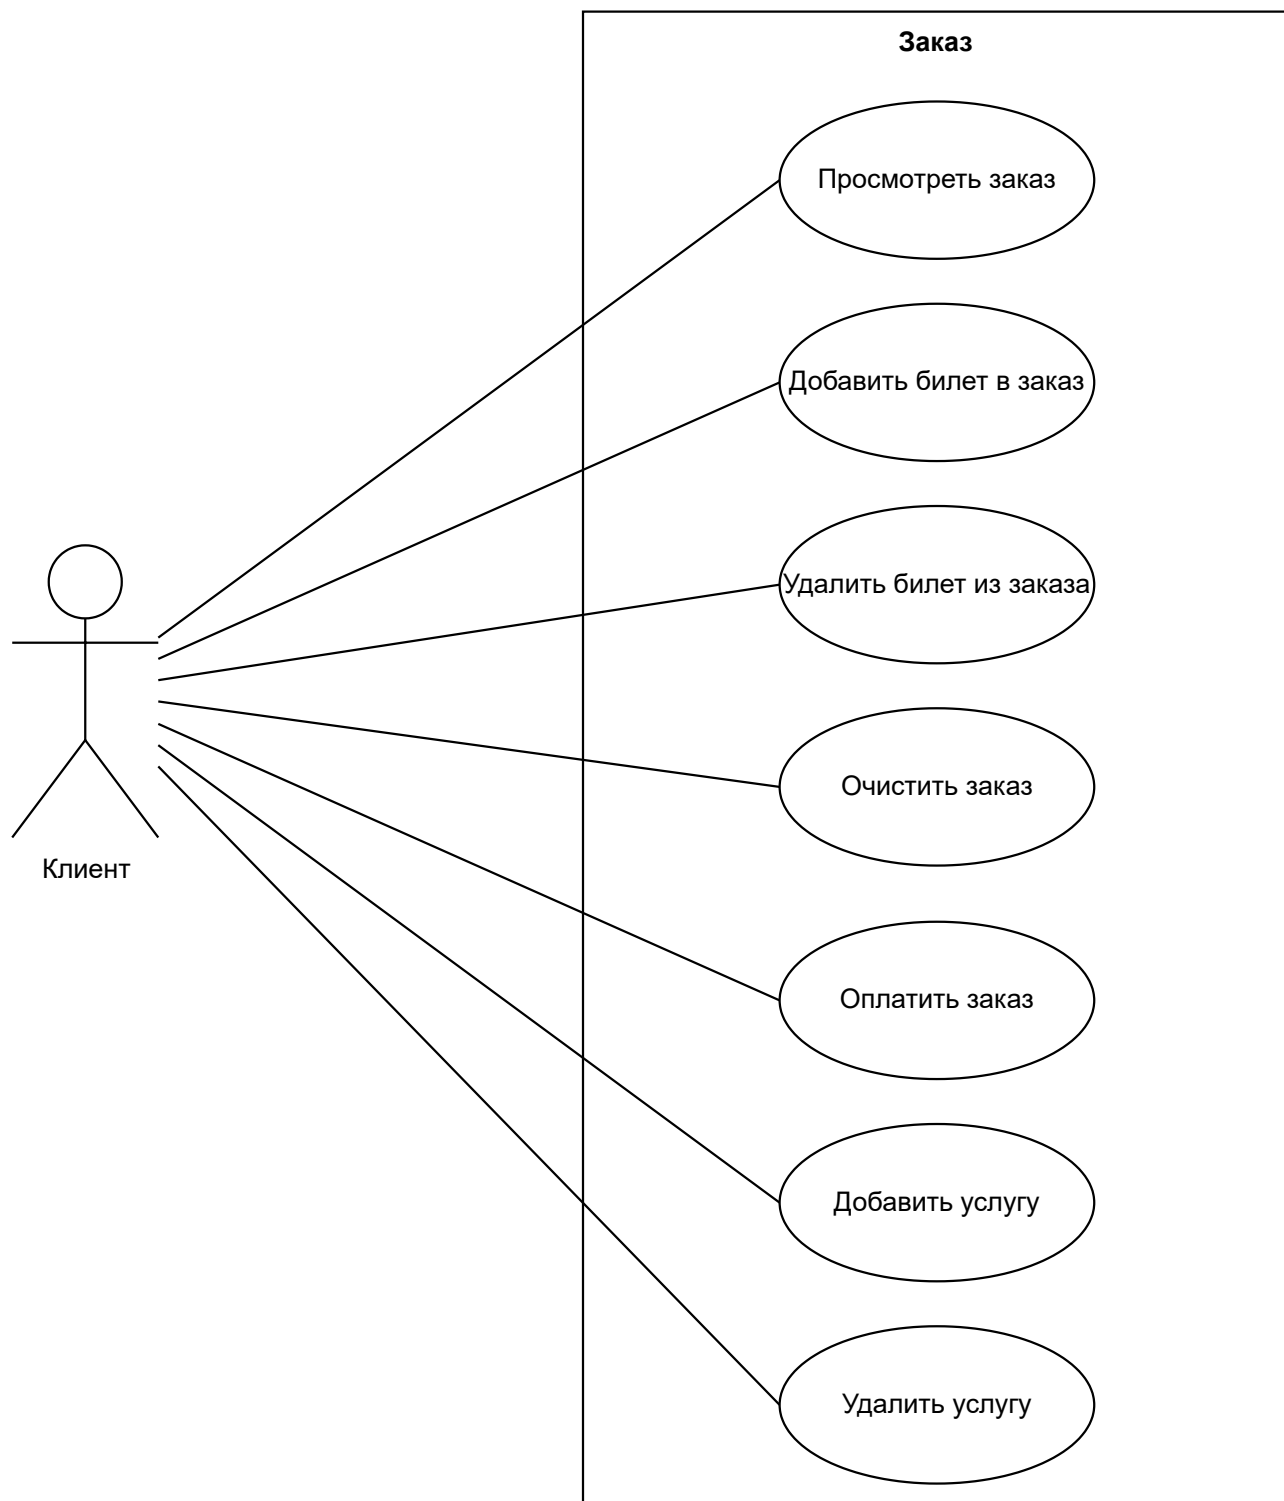 Заказ
Просмотреть заказ
Добавить билет в заказ
Удалить билет из заказа
Очистить заказ
Клиент
Оплатить заказ
Добавить услугу
Удалить услугу